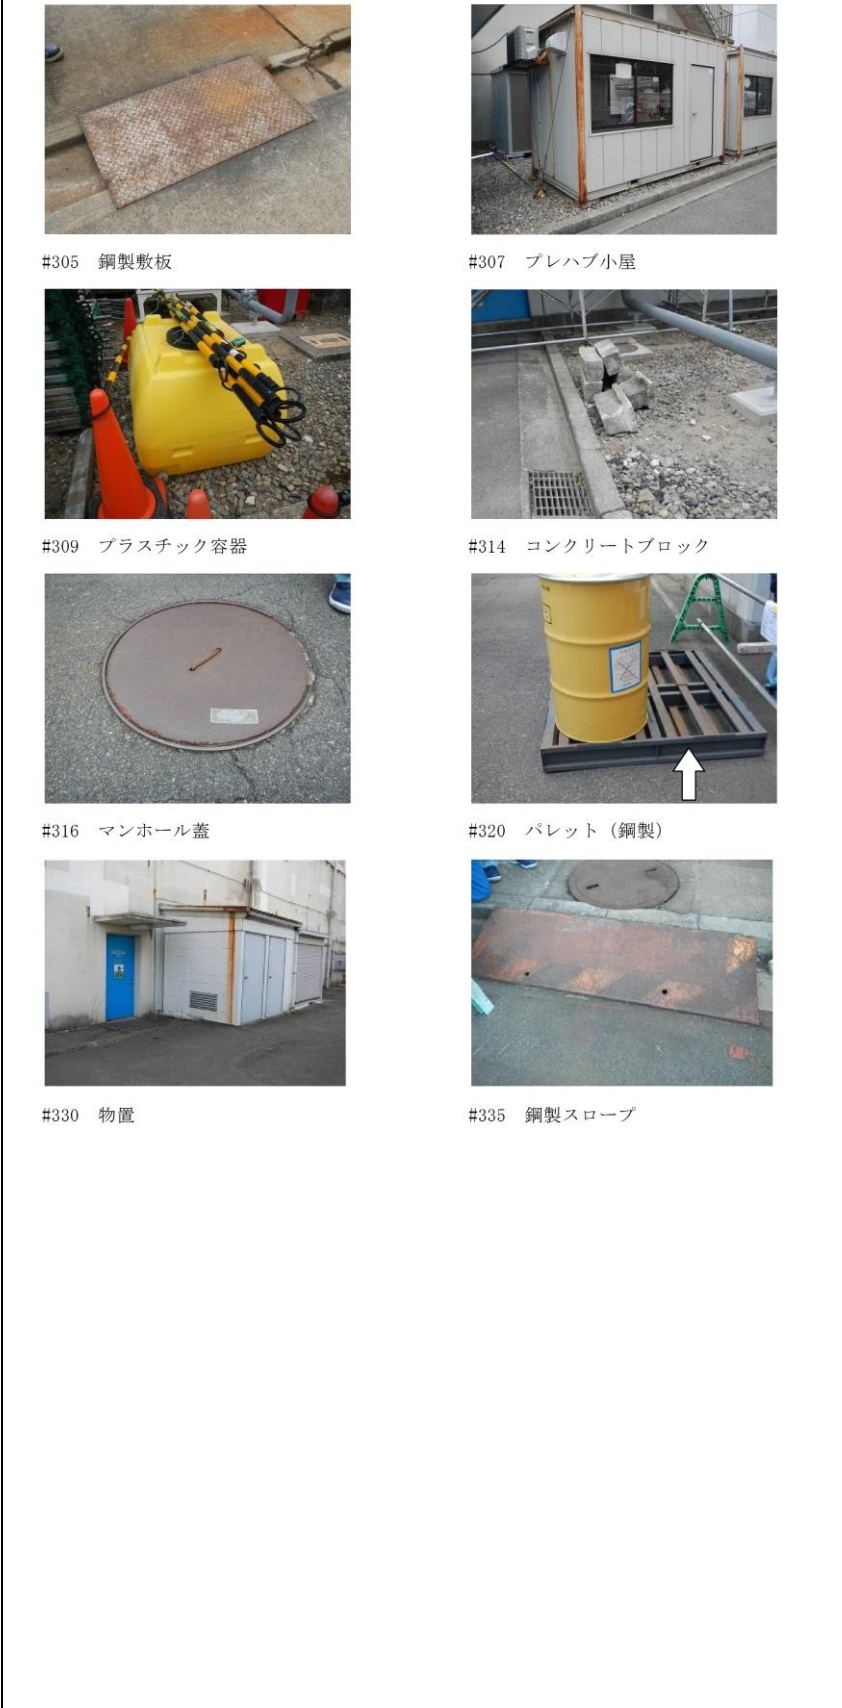 #305 鋼製敷板
#307 プレハブ小屋
#309 プラスチック容器
#314 コンクリートブロック
#316 マンホール蓋
#320 パレット（鋼製）
#330 物置
#335 鋼製スロープ